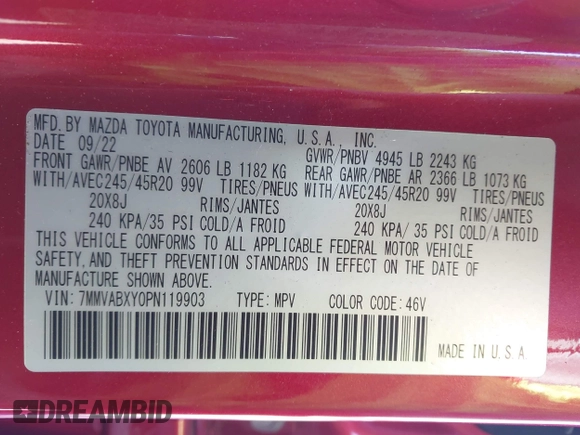 MFD. BY MAZDA TOYOTA MANUFACTURING, U.S.A., INC.
DATE 09/22 GVWR/PNBV 4945 LB 2243 KG
FRONT GAWR/PNBE AV 2606 LB 1182 KG REAR GAWR/PNBE AR 2366 LB 1073 KG
WITH/AVEC245/45R20 99V TIRES/PNEUS WITH/AVEC245/45R20 99V TIRES/PNEUS
20X8J RIMS/JANTES 20X8J RIMS/JANTES
240 KPA/35 PSI COLD/A FROID 240 KPA/ 35 PSI COLD/A FROID
THIS VEHICLE CONFORMS TO ALL APPLICABLE FEDERAL MOTOR VEHICLE
SAFETY, AND THEFT PREVENTION STANDARDS IN EFFECT ON THE DATE OF
MANUFACTURE SHOWN ABOVE.
VIN: 7MMVABXY0PN119903 TYPE: MPV COLOR CODE: 46V
MADE IN U.S.A.
DREAMBID